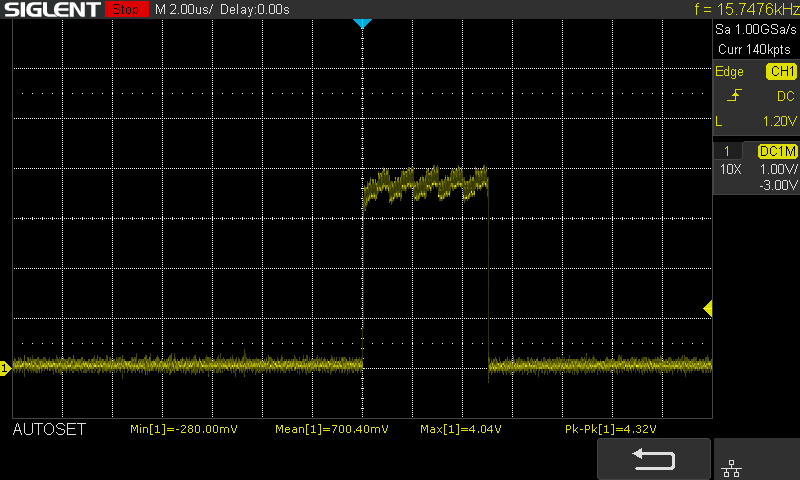 SIGLENT Stop M 2.00us/ Delay:0.00s f = 15.7476kHz
Sa 1.00GSa/s
Curr 140kpts
Edge CH1
DC
L 1.20V
1 DC1M
10X 1.00V/
-3.00V
1
AUTOSET Min[1]=-280.00mV Mean[1]=700.40mV Max[1]=4.04V Pk-Pk[1]=4.32V